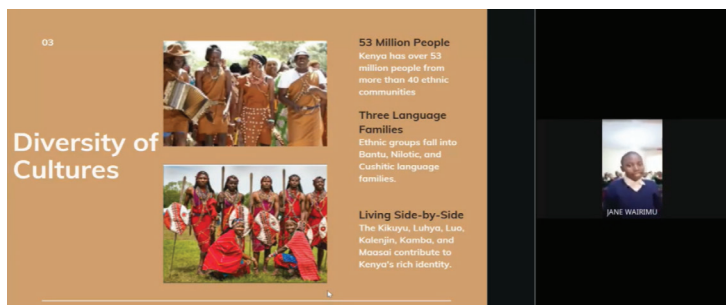 03
Diversity of
Cultures
53 Million People
Kenya has over 53
million people from
more than 40 ethnic
communities
Three Language
Families
Ethnic groups fall into
Bantu, Nilotic, and
Cushitic language
families.
Living Side-by-Side
The Kikuyu, Luhya, Luo,
Kalenjin, Kamba, and
Maasai contribute to
Kenya's rich identity.
JANE WAIRIMU